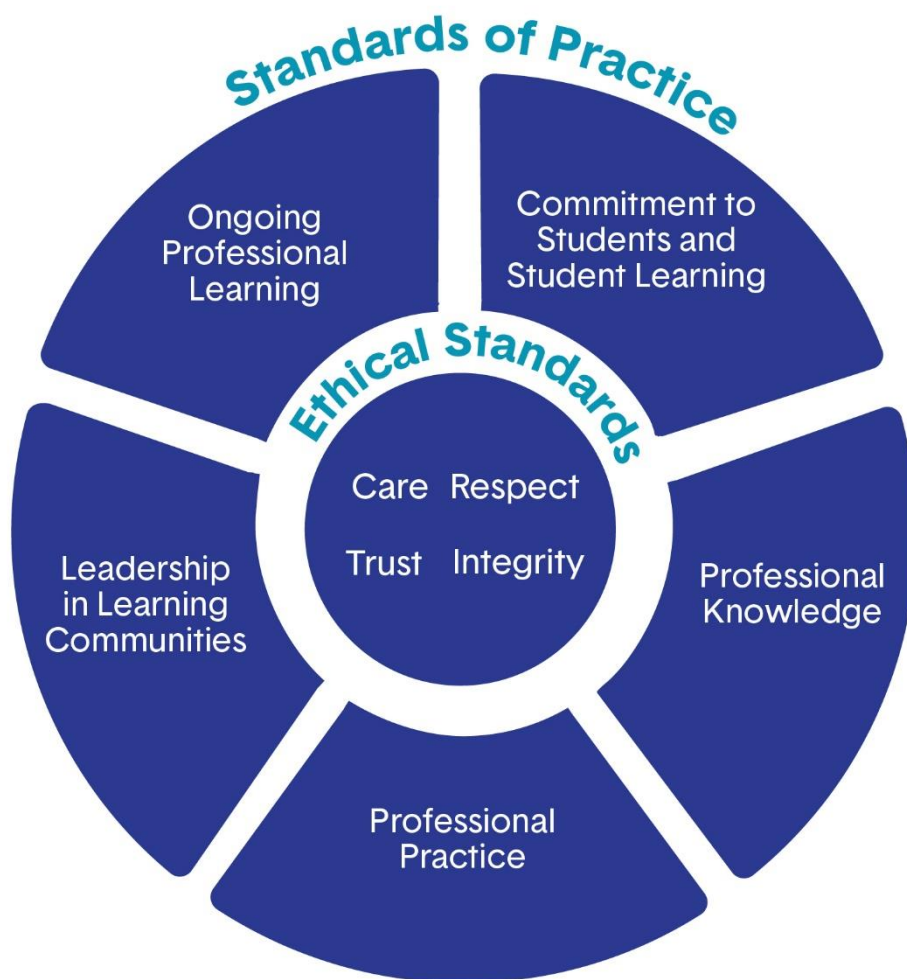 Standards of Practice
Ongoing
Professional
Learning
Commitment to
Students and
Student Learning
Ethical Standards
Care Respect
Trust Integrity
Leadership
in Learning
Communities
Professional
Knowledge
Professional
Practice